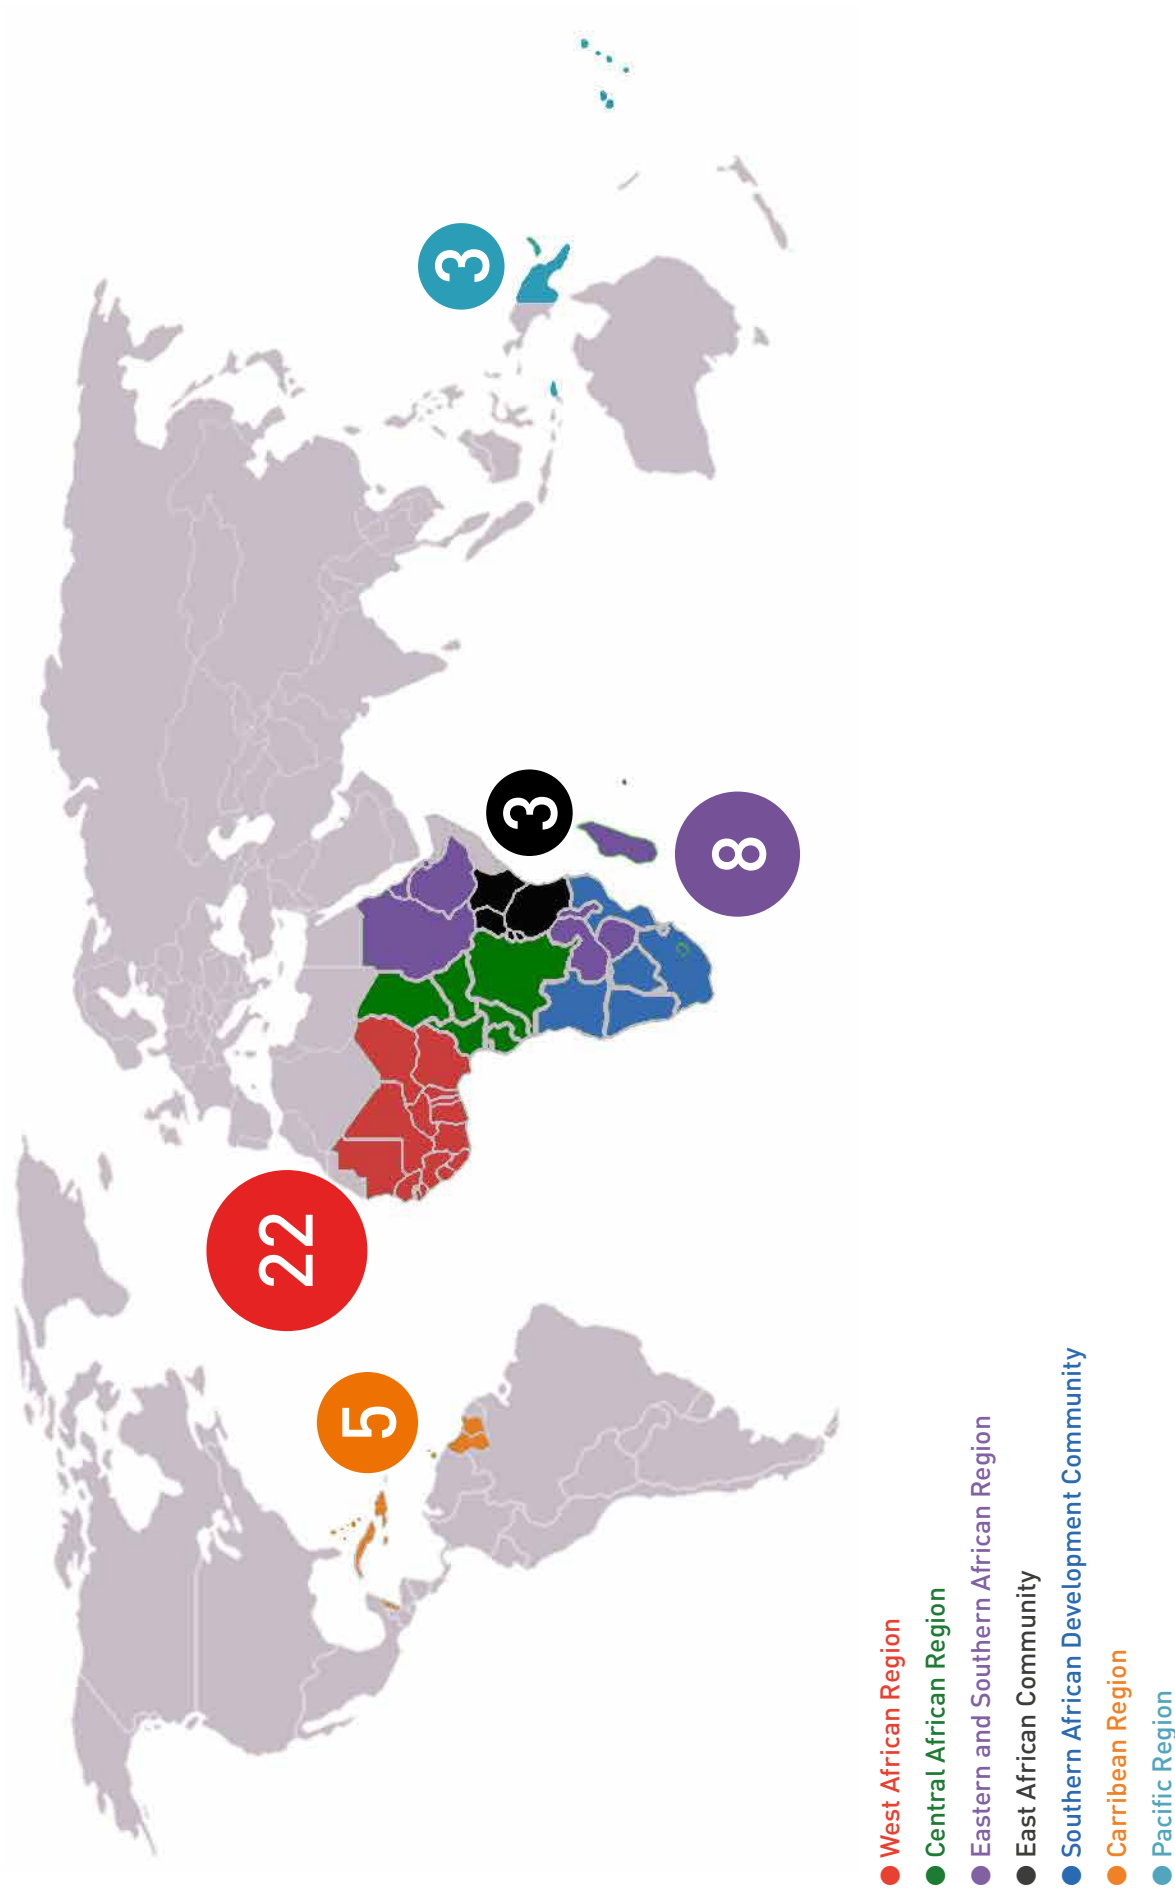 3
3
8
22
5
West African Region
Central African Region
Eastern and Southern African Region
East African Community
Southern African Development Community
Carribean Region
Pacific Region